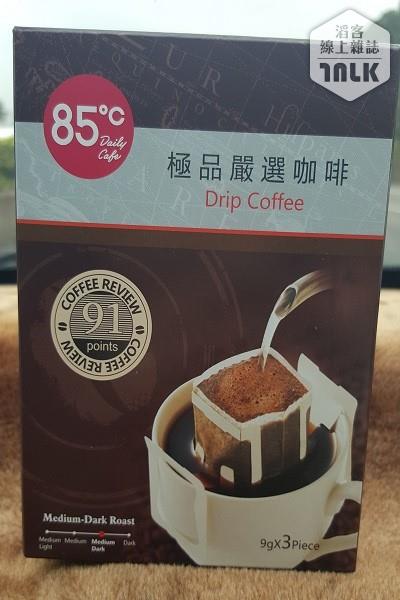 滔客
線上雜誌
TALK
85°C
Daily
Cafe
極品嚴選咖啡
Drip Coffee
COFFEE REVIEW
91
points
COFFEE REVIEW
Medium-Dark Roast
Medium Light
Medium
Medium Dark
Dark
9gX3Piece